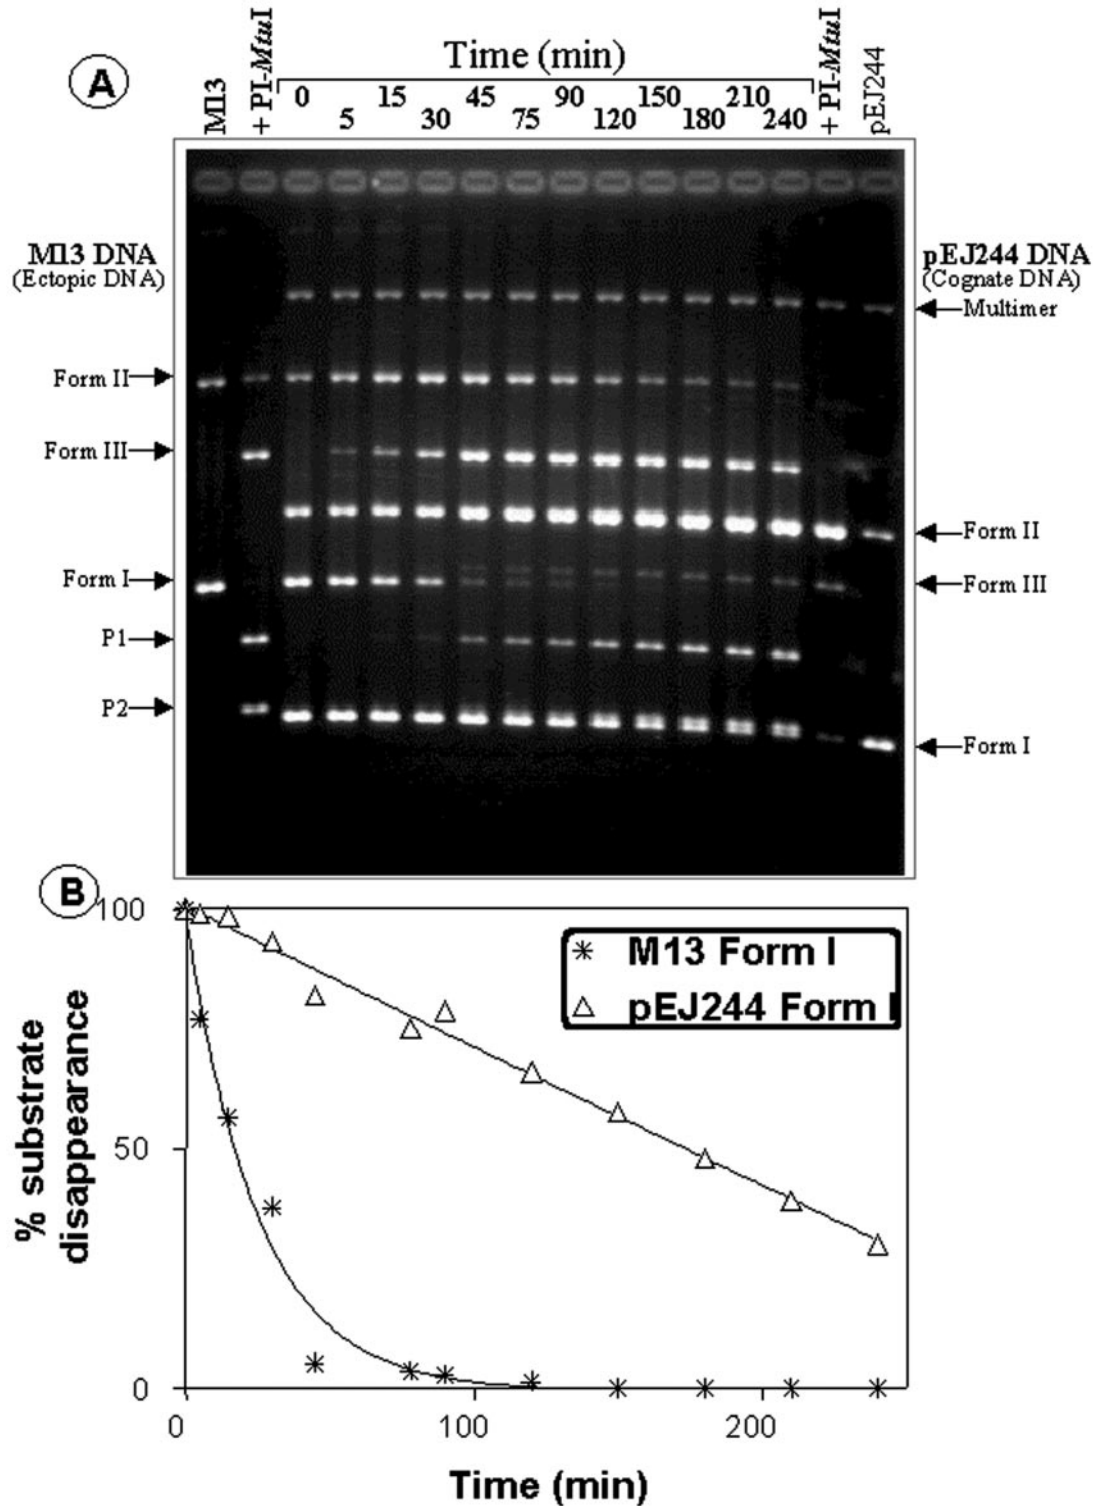 A
M13
+ PI-MtuI
Time (min)
0 15 45 90 150 210
5 30 75 120 180 240
+ PI-MtuI
pEJ244
M13 DNA
(Ectopic DNA)
Form II
Form III
Form I
P1
P2
pEJ244 DNA
(Cognate DNA)
Multimer
Form II
Form III
Form I
B
100
50
0
% substrate
disappearance
M13 Form I
pEJ244 Form I
0 100 200
Time (min)